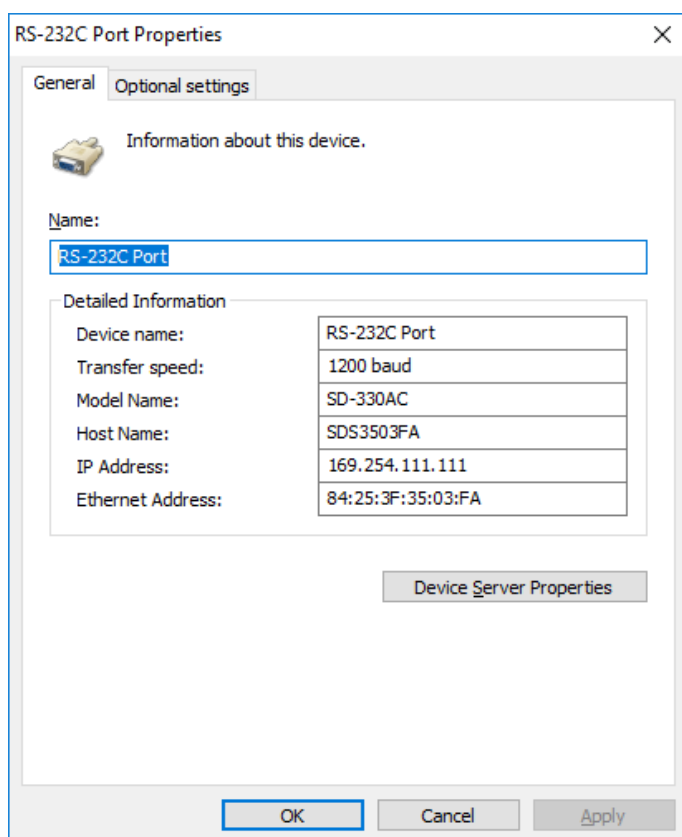 RS-232C Port Properties
General
Optional settings
Information about this device.
Name:
RS-232C Port
Detailed Information
Device name: RS-232C Port
Transfer speed: 1200 baud
Model Name: SD-330AC
Host Name: SDS3503FA
IP Address: 169.254.111.111
Ethernet Address: 84:25:3F:35:03:FA
Device Server Properties
OK Cancel Apply